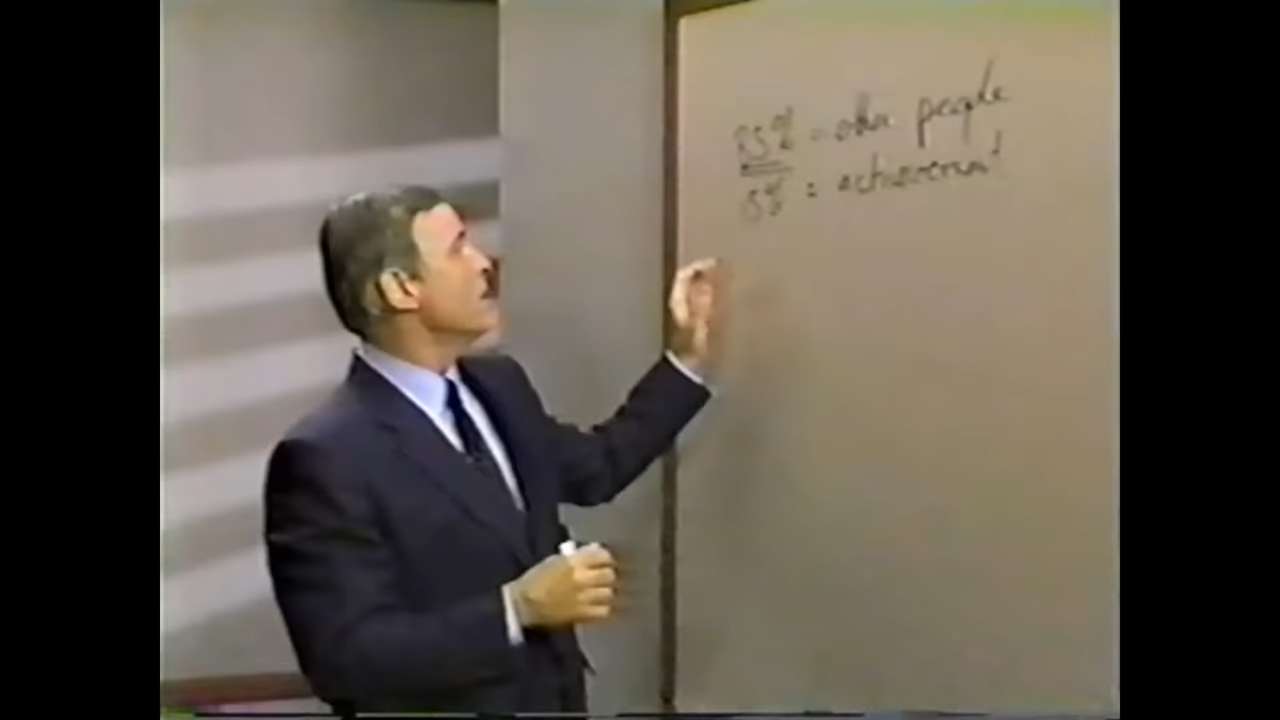 85% = other people
15% = achievement